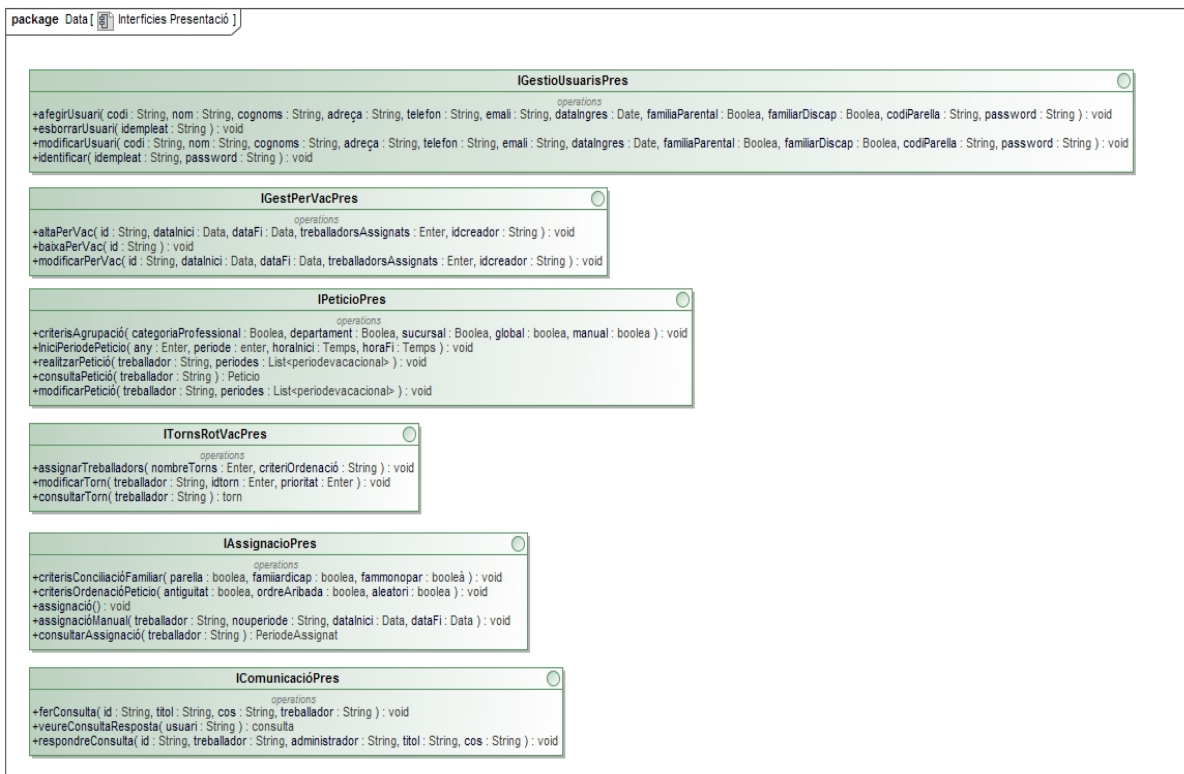 package Data [ Interfícies Presentació ]
IGestioUsuarisPres
operations
+afegirUsuari( codi : String, nom : String, cognoms : String, adreça : String, telefon : String, emali : String, dataIngres : Date, familiaParental : Boolea, familiarDiscap : Boolea, codiParella : String, password : String ) : void
+esborrarUsuari( idempleat : String ) : void
+modificarUsuari( codi : String, nom : String, cognoms : String, adreça : String, telefon : String, emali : String, dataIngres : Date, familiaParental : Boolea, familiarDiscap : Boolea, codiParella : String, password : String ) : void
+identificar( idempleat : String, password : String ) : void
IGestPerVacPres
operations
+altaPerVac( id : String, dataInici : Data, dataFi : Data, treballadorsAssignats : Enter, idcreador : String ) : void
+baixaPerVac( id : String ) : void
+modificarPerVac( id : String, dataInici : Data, dataFi : Data, treballadorsAssignats : Enter, idcreador : String ) : void
IPeticioPres
operations
+criterisAgrupació( categoriaProfessional : Boolea, departament : Boolea, sucursal : Boolea, global : boolea, manual : boolea ) : void
+IniciPeriodePeticio( any : Enter, periode : enter, horaInici : Temps, horaFi : Temps ) : void
+realitzarPetició( treballador : String, periodes : List<periodevacacional> ) : void
+consultaPetició( treballador : String ) : Peticio
+modificarPetició( treballador : String, periodes : List<periodevacacional> ) : void
ITornsRotVacPres
operations
+assignarTreballadors( nombreTorns : Enter, criteriOrdenació : String ) : void
+modificarTorn( treballador : String, idtorn : Enter, prioritat : Enter ) : void
+consultarTorn( treballador : String ) : torn
IAssignacioPres
operations
+criterisConciliacióFamiliar( parella : boolea, famiiardicap : boolea, fammonopar : booleà ) : void
+criterisOrdenacióPeticio( antiguitat : boolea, ordreAribada : boolea, aleatori : boolea ) : void
+assignació() : void
+assignacióManual( treballador : String, nouperiode : String, dataInici : Data, dataFi : Data ) : void
+consultarAssignació( treballador : String ) : PeriodeAssignat
IComunicacióPres
operations
+ferConsulta( id : String, titol : String, cos : String, treballador : String ) : void
+veureConsultaResposta( usuari : String ) : consulta
+respondreConsulta( id : String, treballador : String, administrador : String, titol : String, cos : String ) : void